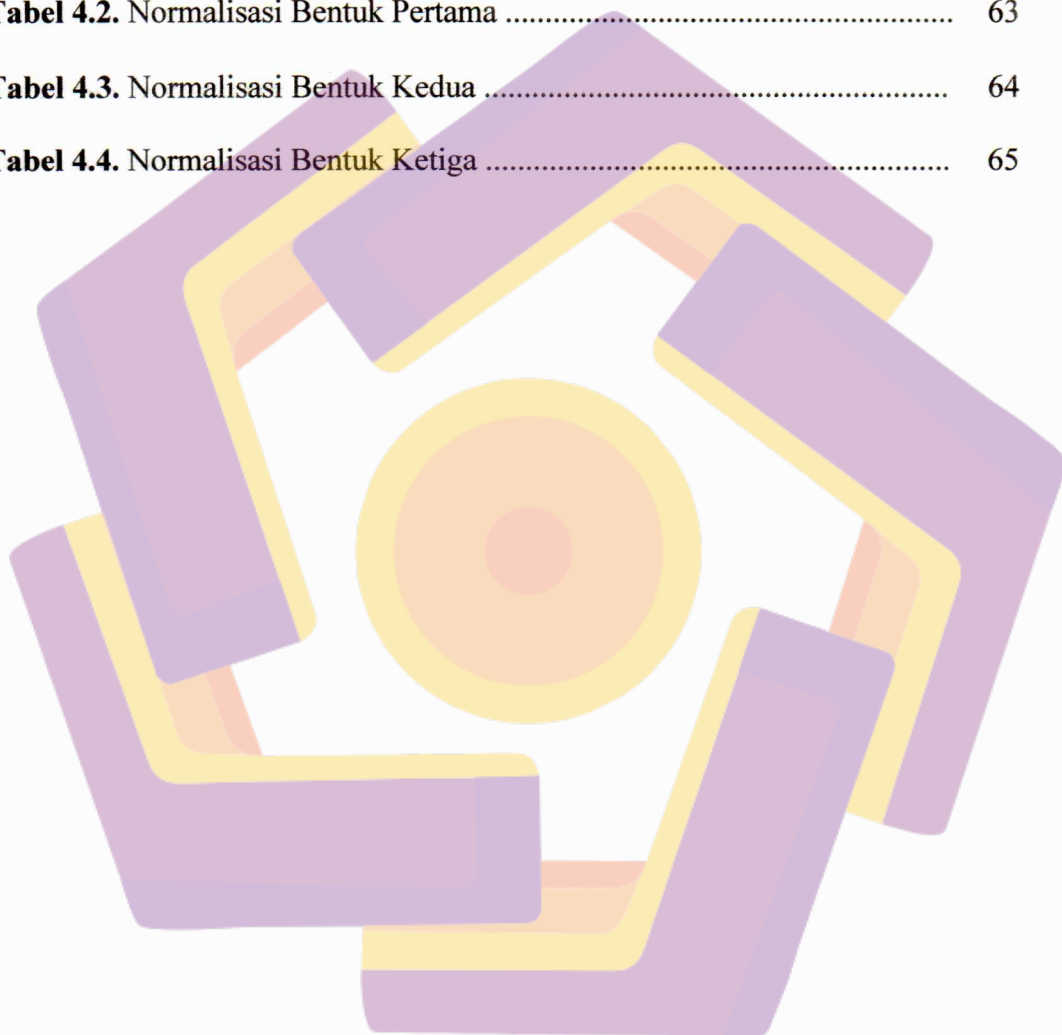 Tabel 4.2. Normalisasi Bentuk Pertama ........................................................... 63
Tabel 4.3. Normalisasi Bentuk Kedua ............................................................. 64
Tabel 4.4. Normalisasi Bentuk Ketiga ............................................................. 65